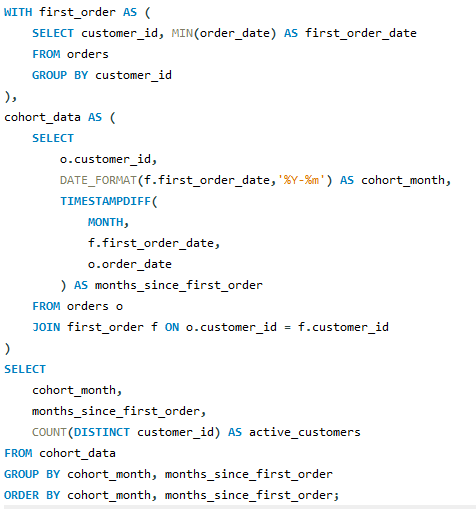 WITH first_order AS (
    SELECT customer_id, MIN(order_date) AS first_order_date
    FROM orders
    GROUP BY customer_id
),
cohort_data AS (
    SELECT
        o.customer_id,
        DATE_FORMAT(f.first_order_date,'%Y-%m') AS cohort_month,
        TIMESTAMPDIFF(
            MONTH,
            f.first_order_date,
            o.order_date
        ) AS months_since_first_order
    FROM orders o
    JOIN first_order f ON o.customer_id = f.customer_id
)
SELECT
    cohort_month,
    months_since_first_order,
    COUNT(DISTINCT customer_id) AS active_customers
FROM cohort_data
GROUP BY cohort_month, months_since_first_order
ORDER BY cohort_month, months_since_first_order;